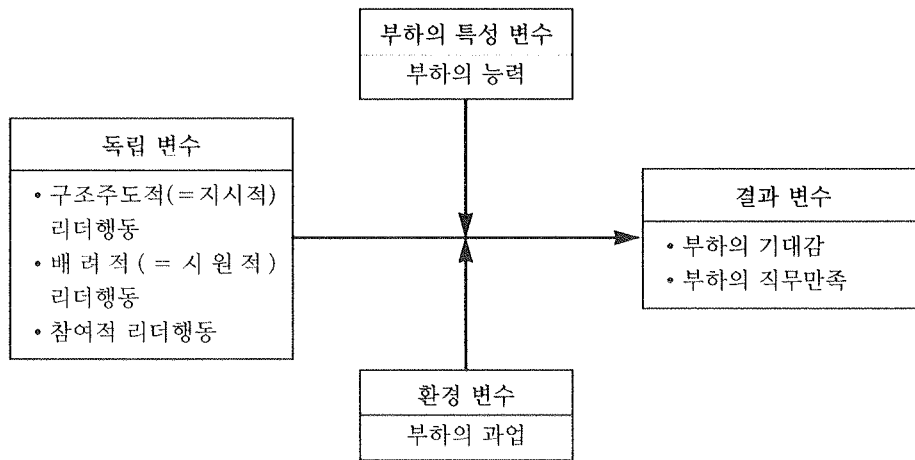 부하의 특성 변수
부하의 능력
독립 변수
• 구조주도적(=지시적)
리더행동
• 배려적(=시원적)
리더행동
• 참여적 리더행동
결과 변수
• 부하의 기대감
• 부하의 직무만족
환경 변수
부하의 과업